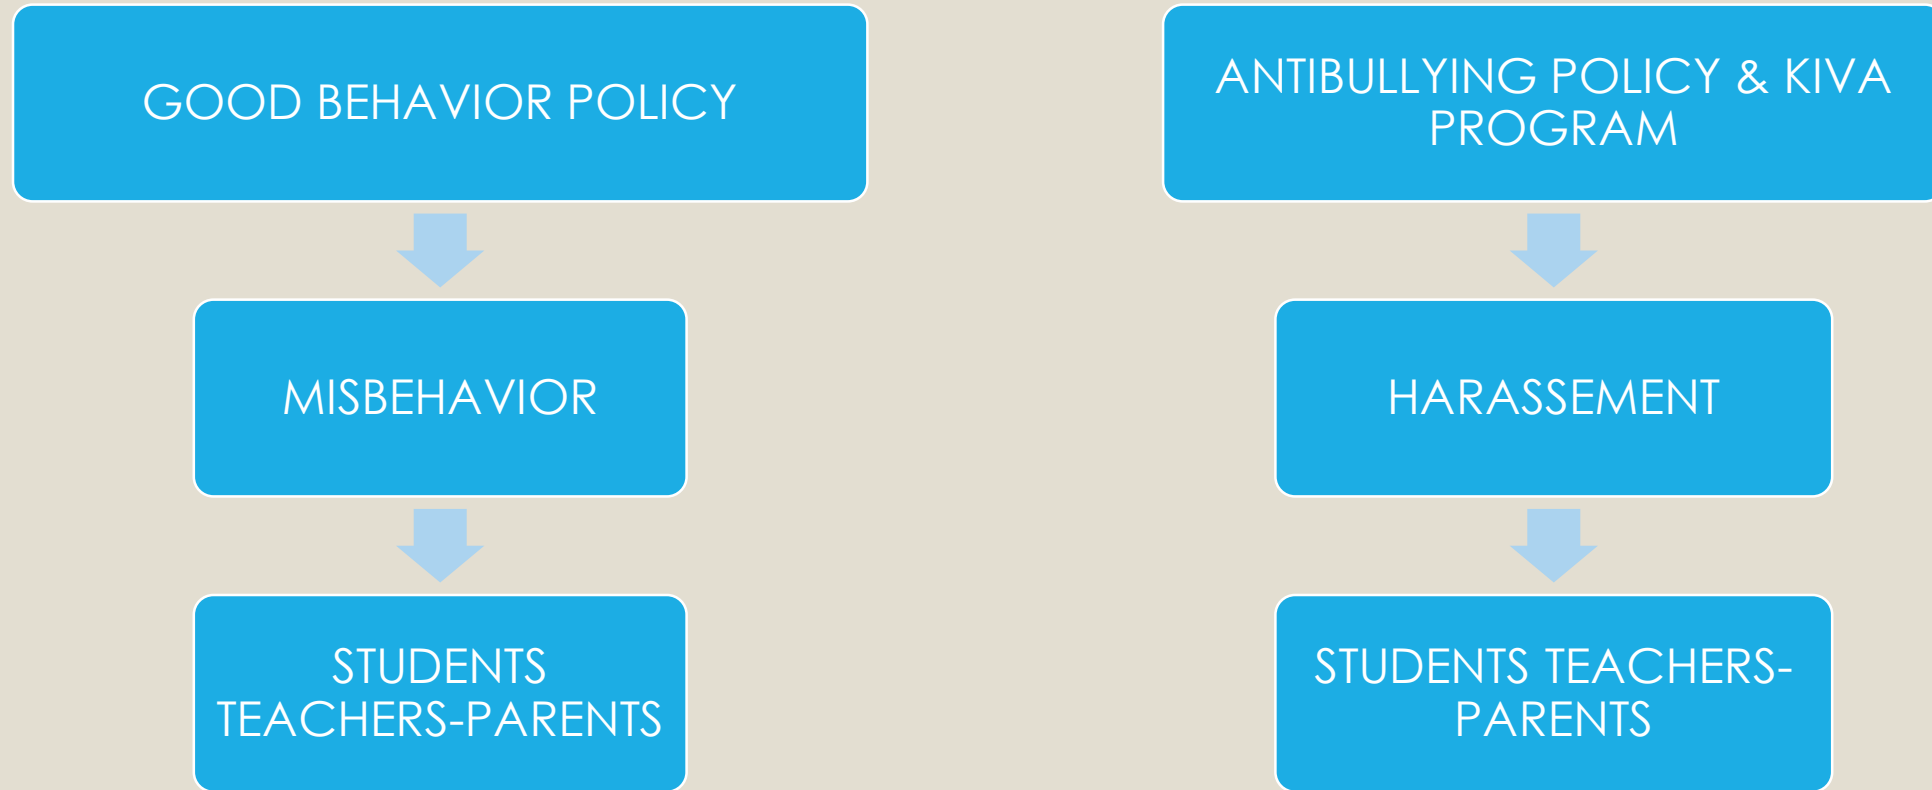 GOOD BEHAVIOR POLICY
MISBEHAVIOR
STUDENTS
TEACHERS-PARENTS
ANTIBULLYING POLICY & KIVA
PROGRAM
HARASSEMENT
STUDENTS TEACHERS-
PARENTS